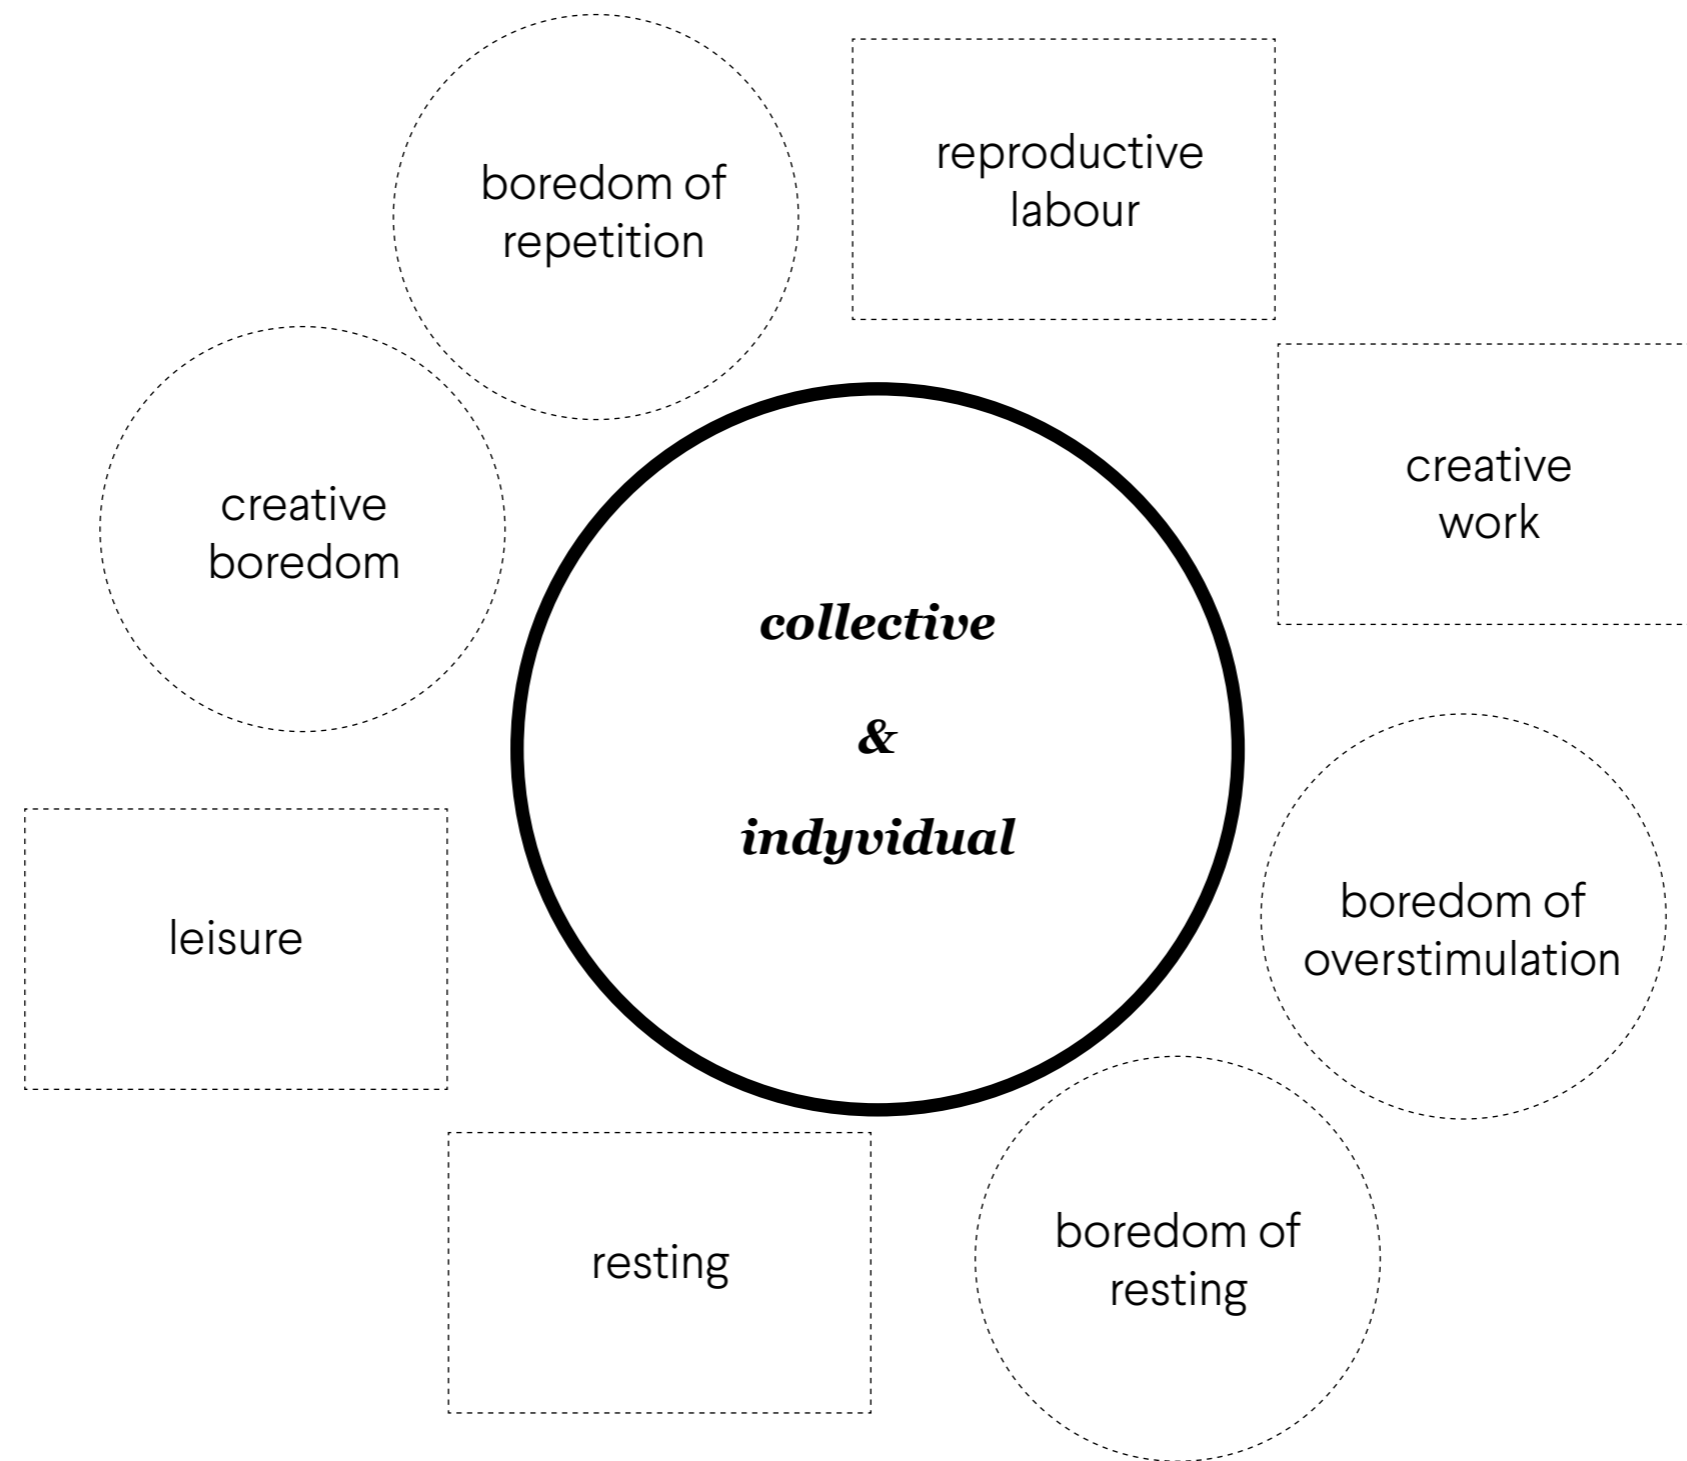 boredom of
repetition
reproductive
labour
creative
boredom
creative
work
collective
&
indyvidual
leisure
boredom of
overstimulation
resting
boredom of
resting